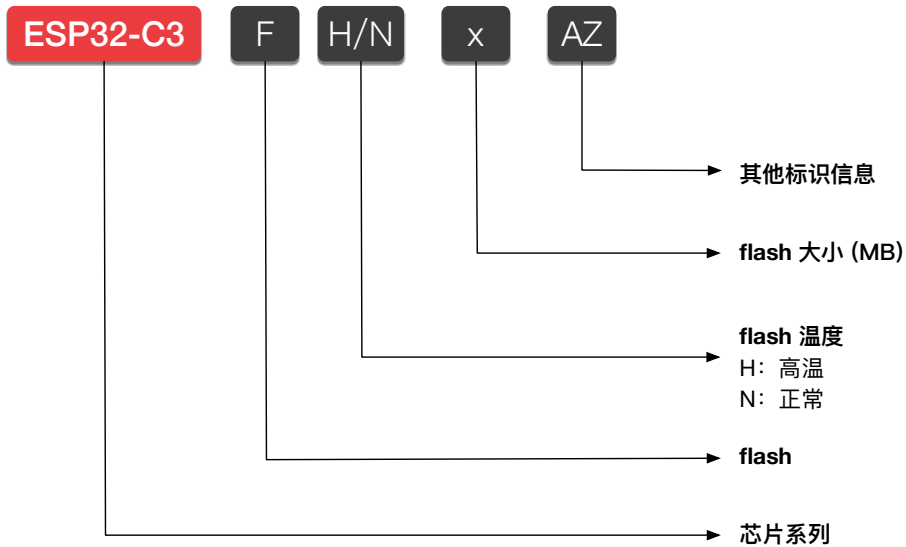 ESP32-C3 F H/N x AZ
其他标识信息
flash 大小 (MB)
flash 温度
H：高温
N：正常
flash
芯片系列